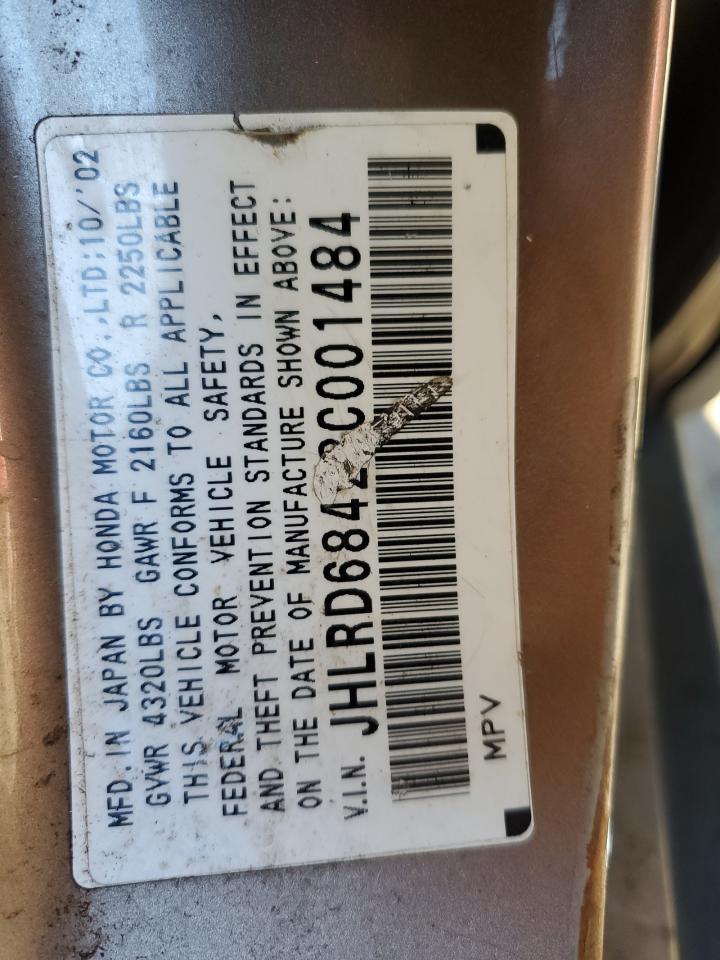 MFD. IN JAPAN BY HONDA MOTOR CO.,LTD:10/'02
GVWR 4320LBS GAWR F 2160LBS R 2250LBS
THIS VEHICLE CONFORMS TO ALL APPLICABLE
FEDERAL MOTOR VEHICLE SAFETY,
AND THEFT PREVENTION STANDARDS IN EFFECT
ON THE DATE OF MANUFACTURE SHOWN ABOVE:
V.I.N. JHLRD68423C001484
MPV